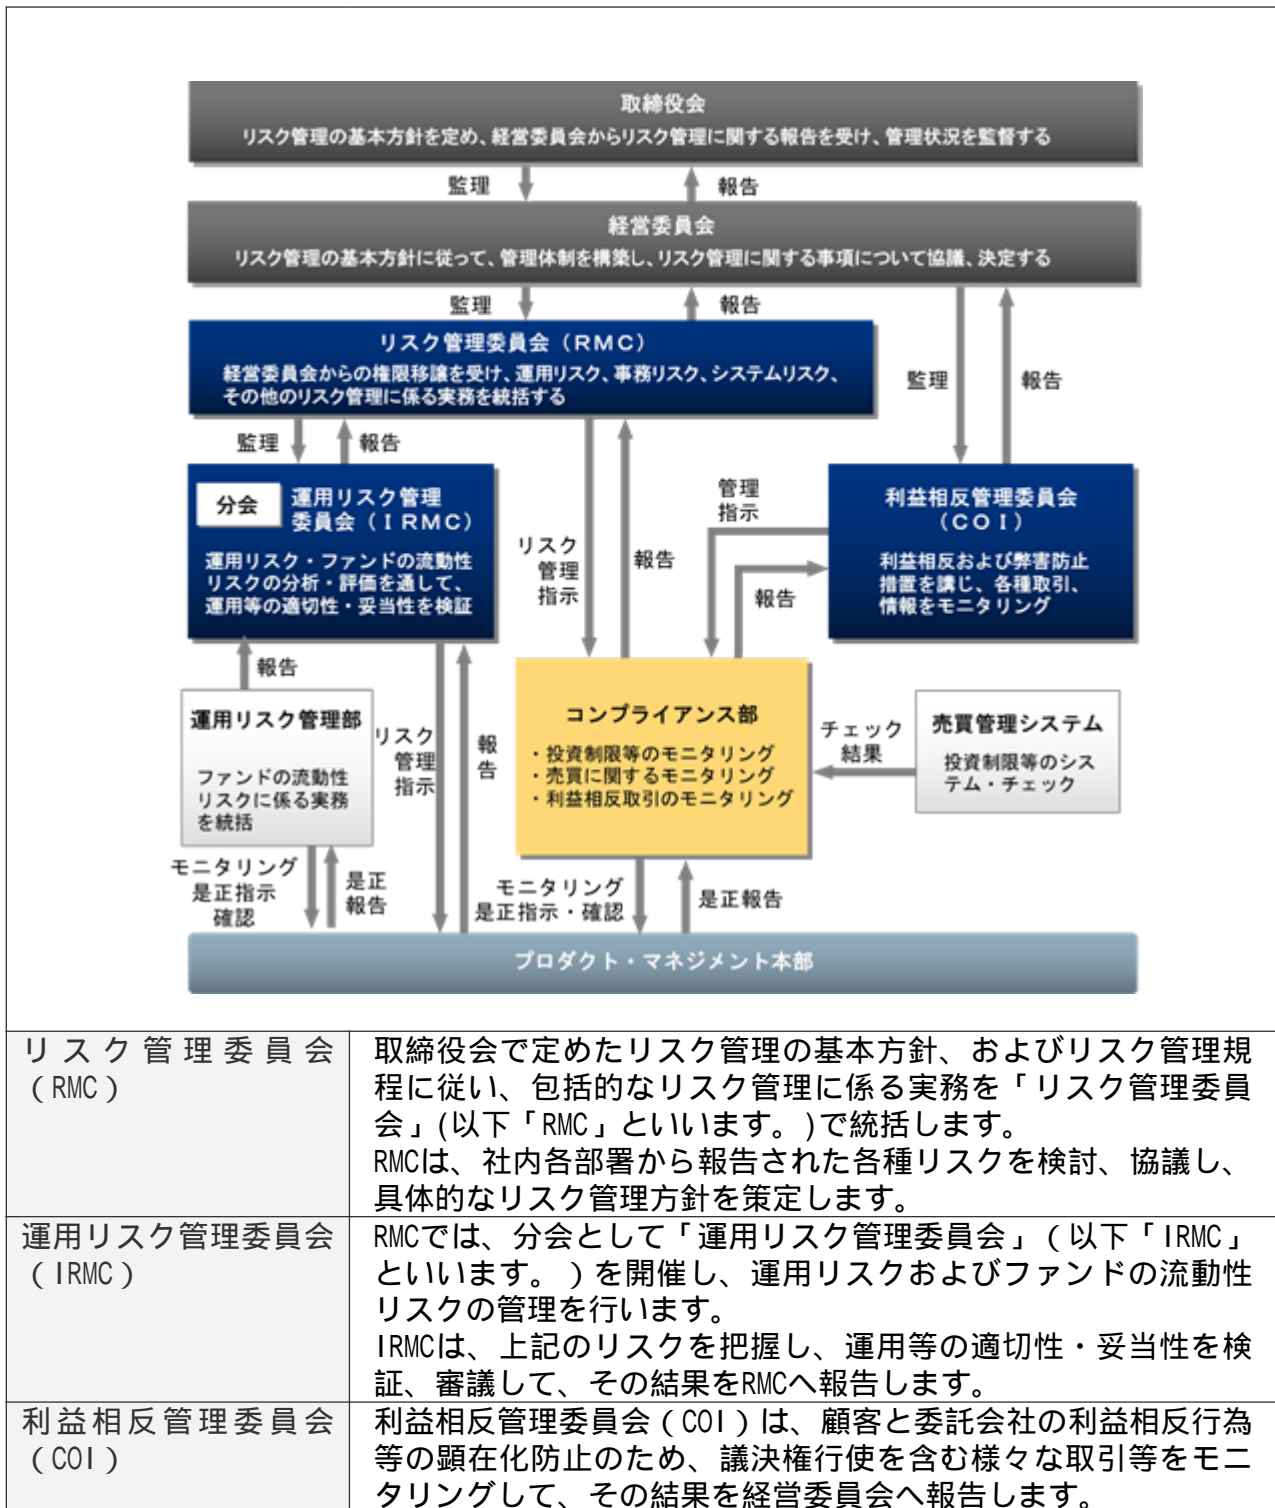 取締役会
リスク管理の基本方針を定め、経営委員会からリスク管理に関する報告を受け、管理状況を監督する
監理
報告
経営委員会
リスク管理の基本方針に従って、管理体制を構築し、リスク管理に関する事項について協議、決定する
監理
報告
リスク管理委員会（RMC）
経営委員会からの権限移譲を受け、運用リスク、事務リスク、システムリスク、
その他のリスク管理に係る実務を統括する
監理
報告
監理
報告
分会
運用リスク管理
委員会（IRMC）
運用リスク・ファンドの流動性
リスクの分析・評価を通して、
運用等の適切性・妥当性を検証
リスク
管理
指示
報告
管理
指示
報告
利益相反管理委員会
（COI）
利益相反および弊害防止
措置を講じ、各種取引、
情報をモニタリング
報告
運用リスク管理部
ファンドの流動性
リスクに係る実務
を統括
リスク
管理
指示
報
告
コンプライアンス部
・投資制限等のモニタリング
・売買に関するモニタリング
・利益相反取引のモニタリング
チェック
結果
売買管理システム
投資制限等のシス
テム・チェック
モニタリング
是正指示
確認
是正
報告
モニタリング
是正指示・確認
是正報告
プロダクト・マネジメント本部
リスク管理委員会
（RMC）
取締役会で定めたリスク管理の基本方針、およびリスク管理規
程に従い、包括的なリスク管理に係る実務を「リスク管理委員
会」(以下「RMC」といいます。)で統括します。
RMCは、社内各部署から報告された各種リスクを検討、協議し、
具体的なリスク管理方針を策定します。
運用リスク管理委員会
（IRMC）
RMCでは、分会として「運用リスク管理委員会」（以下「IRMC」
といいます。）を開催し、運用リスクおよびファンドの流動性
リスクの管理を行います。
IRMCは、上記のリスクを把握し、運用等の適切性・妥当性を検
証、審議して、その結果をRMCへ報告します。
利益相反管理委員会
（COI）
利益相反管理委員会（COI）は、顧客と委託会社の利益相反行為
等の顕在化防止のため、議決権行使を含む様々な取引等をモニ
タリングして、その結果を経営委員会へ報告します。